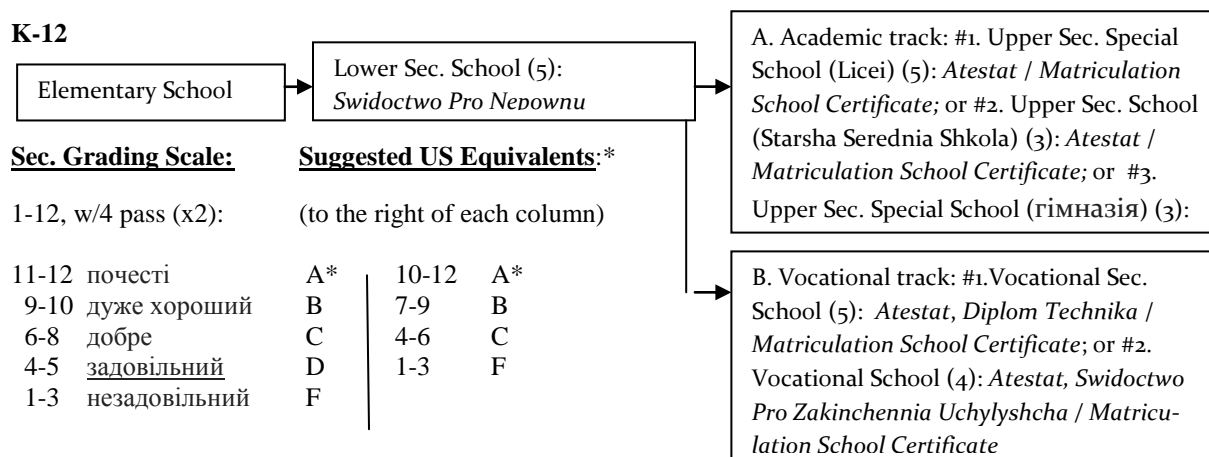 K-12
Elementary School
Lower Sec. School (5):
Swidoctwo Pro Nepownu
A. Academic track: #1. Upper Sec. Special
School (Licei) (5): Atestat / Matriculation
School Certificate; or #2. Upper Sec. School
(Starsha Serednia Shkola) (3): Atestat /
Matriculation School Certificate; or #3.
Upper Sec. Special School (гімназія) (3):
Sec. Grading Scale:
Suggested US Equivalents:*
1-12, w/4 pass (x2):
(to the right of each column)
11-12 почесті A* 10-12 A*
9-10 дуже хороший B 7-9 B
6-8 добре C 4-6 C
4-5 задовільний D 1-3 F
1-3 незадовільний F
B. Vocational track: #1.Vocational Sec.
School (5): Atestat, Diplom Technika /
Matriculation School Certificate; or #2.
Vocational School (4): Atestat, Swidoctwo
Pro Zakinchennia Uchylyshcha / Matricu-
lation School Certificate